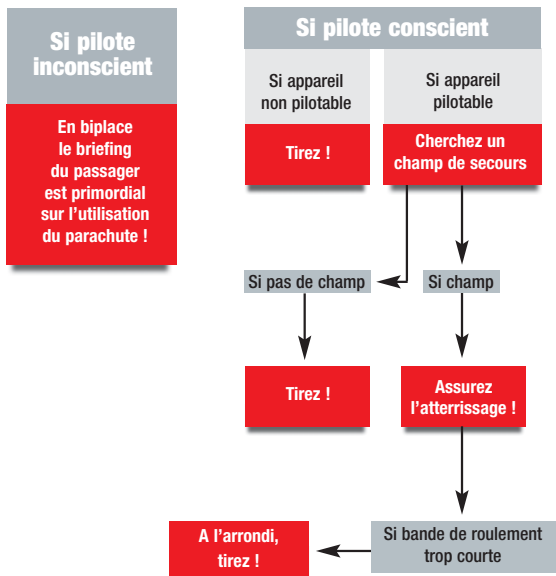 Si pilote
inconscient
En biplace
le briefing
du passager
est primordial
sur l'utilisation
du parachute !
Si pilote conscient
Si appareil
non pilotable
Tirez !
Si appareil
pilotable
Cherchez un
champ de secours
Si pas de champ
Si champ
Tirez !
Assurez
l'atterrissage !
Si bande de roulement
trop courte
A l'arrondi,
tirez !